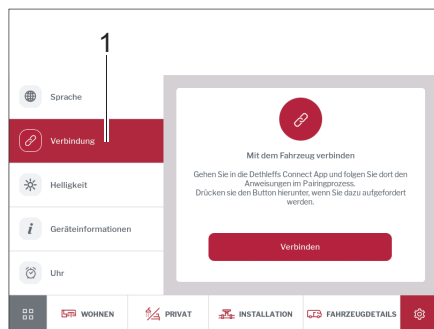 1
Sprache
Verbindung
Helligkeit
Geräteinformationen
Uhr
Mit dem Fahrzeug verbinden
Gehen Sie in die Dethleffs Connect App und folgen Sie dort den
Anweisungen im Pairingprozess.
Drücken sie den Button hierunter, wenn Sie dazu aufgefordert
werden.
Verbinden
WOHNEN PRIVAT INSTALLATION FAHRZEUGDETAILS